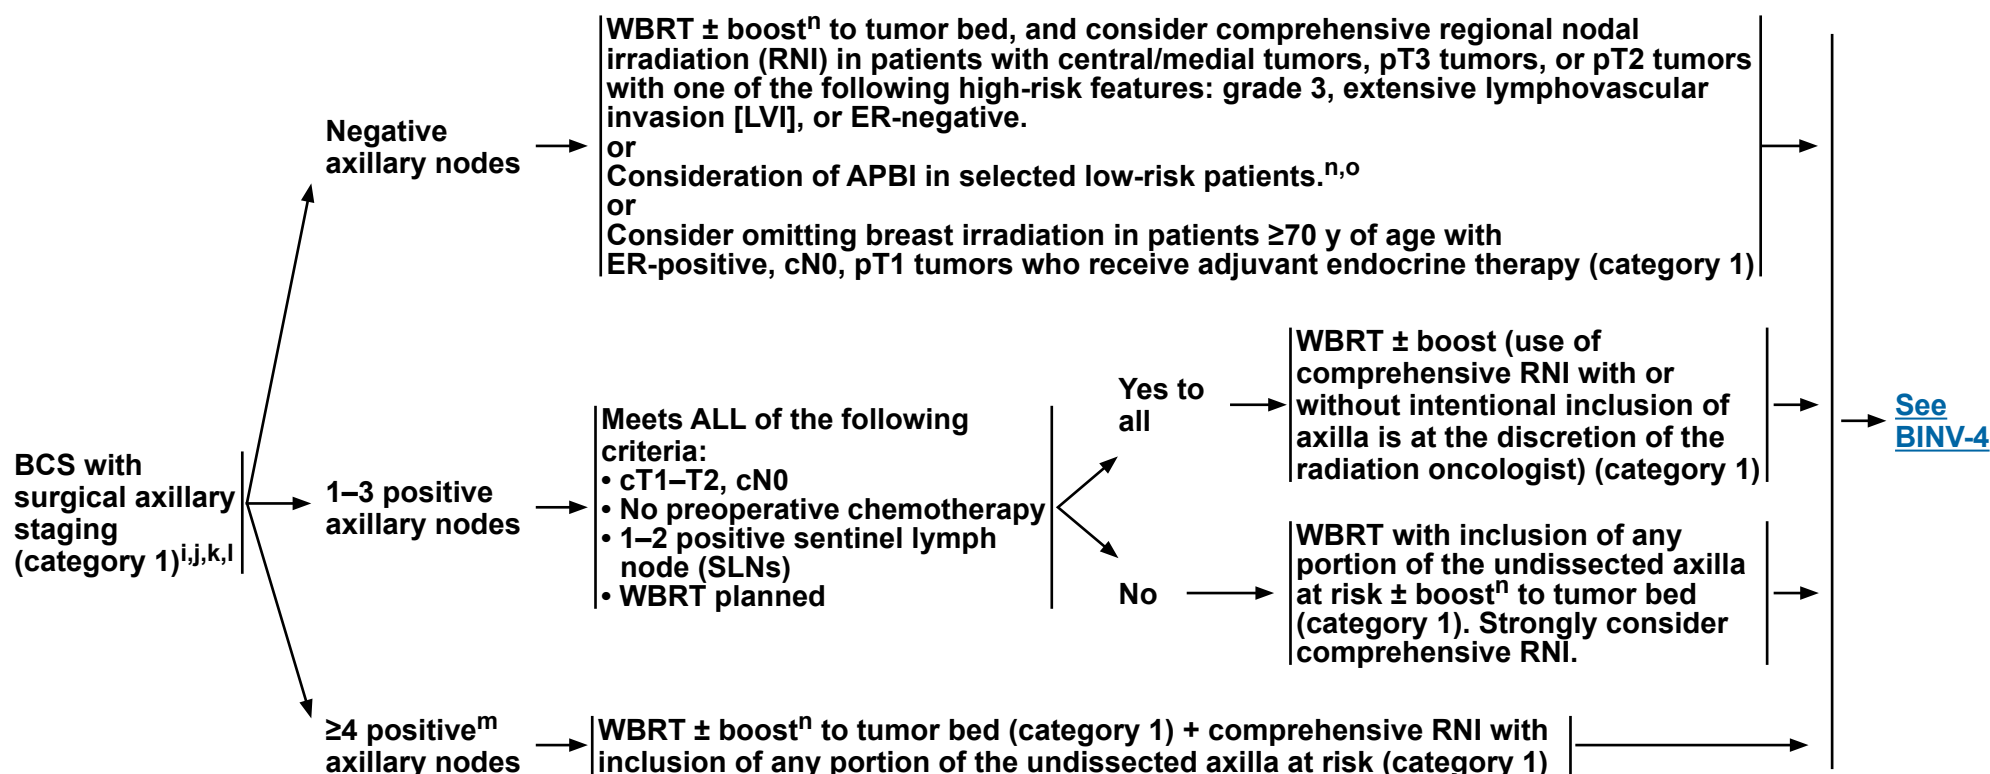 WBRT ± boostn to tumor bed, and consider comprehensive regional nodal
irradiation (RNI) in patients with central/medial tumors, pT3 tumors, or pT2 tumors
with one of the following high-risk features: grade 3, extensive lymphovascular
invasion [LVI], or ER-negative.
or
Consideration of APBI in selected low-risk patients.n,o
or
Consider omitting breast irradiation in patients ≥70 y of age with
ER-positive, cN0, pT1 tumors who receive adjuvant endocrine therapy (category 1)
Negative
axillary nodes
BCS with
surgical axillary
staging
(category 1)i,j,k,l
1–3 positive
axillary nodes
Meets ALL of the following
criteria:
• cT1–T2, cN0
• No preoperative chemotherapy
• 1–2 positive sentinel lymph
node (SLNs)
• WBRT planned
Yes to
all
WBRT ± boost (use of
comprehensive RNI with or
without intentional inclusion of
axilla is at the discretion of the
radiation oncologist) (category 1)
No
WBRT with inclusion of any
portion of the undissected axilla
at risk ± boostn to tumor bed
(category 1). Strongly consider
comprehensive RNI.
See
BINV-4
≥4 positivem
axillary nodes
WBRT ± boostn to tumor bed (category 1) + comprehensive RNI with
inclusion of any portion of the undissected axilla at risk (category 1)